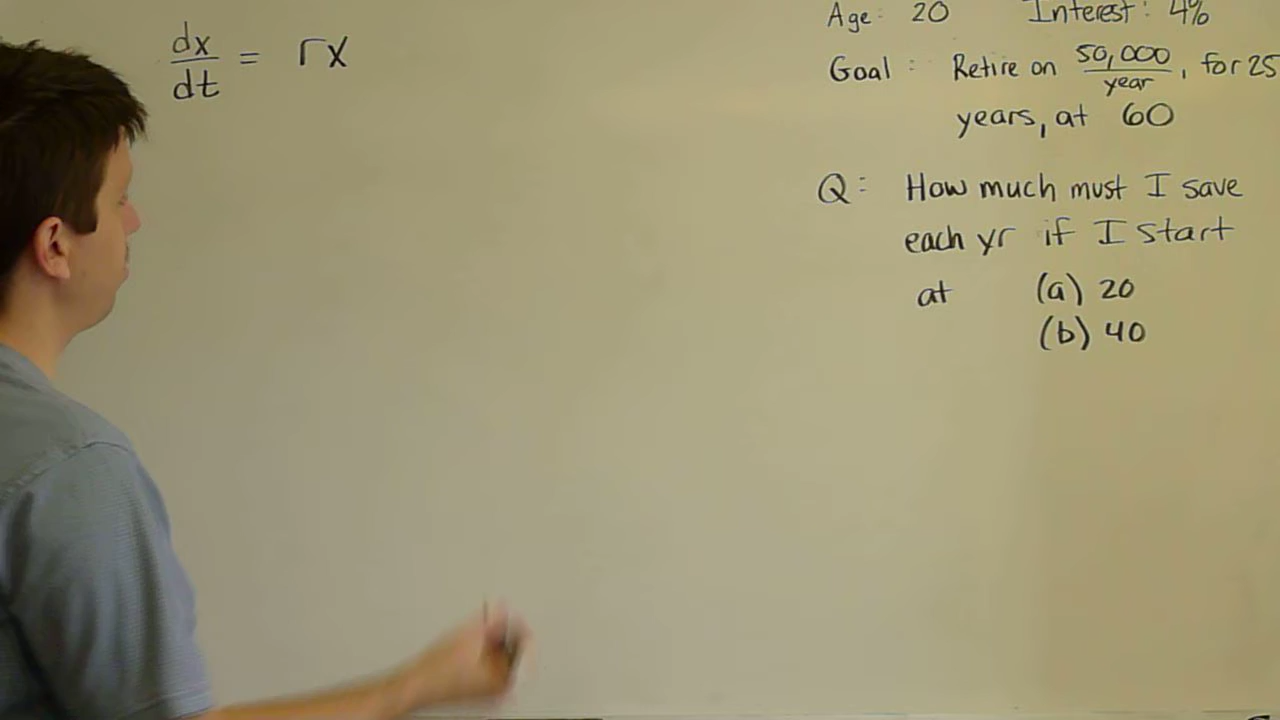 dx/dt = rx
Age: 20 Interest: 4%
Goal: Retire on 50,000/year, for 25
years, at 60
Q: How much must I save
each yr if I start
at (a) 20
(b) 40